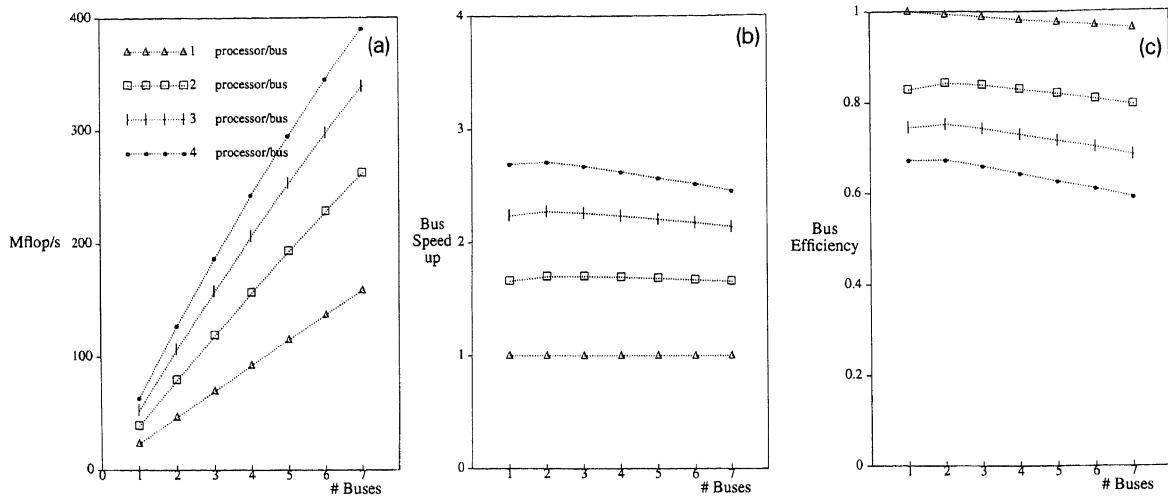 400
(a)
1 processor/bus
2 processor/bus
3 processor/bus
4 processor/bus
300
200
100
0
Mflop/s
0 1 2 3 4 5 6 7
# Buses
4
(b)
3
2
1
0
Bus
Speed
up
1 2 3 4 5 6 7
# Buses
1
(c)
0.8
0.6
0.4
0.2
0
Bus
Efficiency
1 2 3 4 5 6 7
# Buses